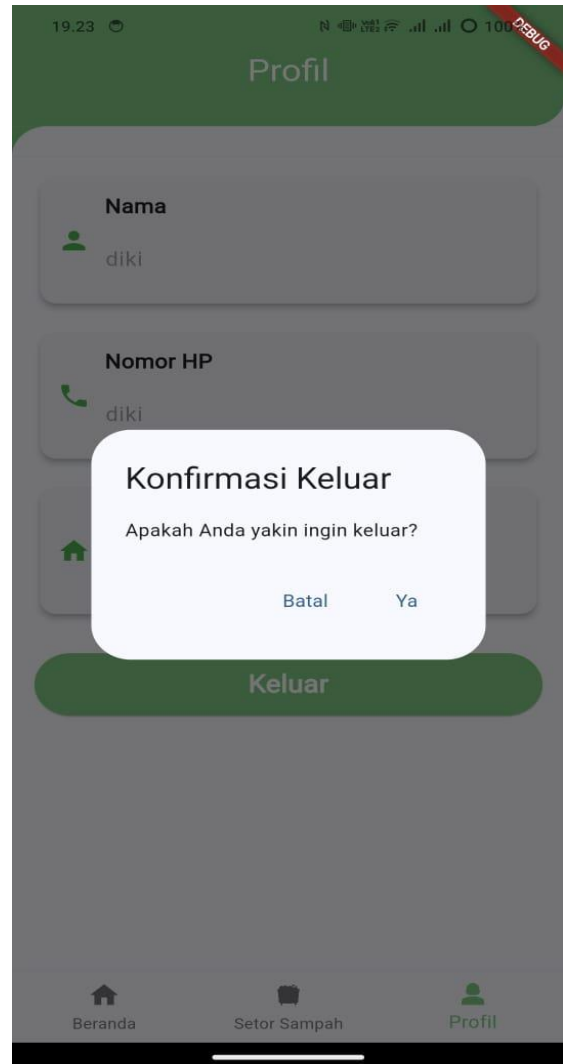 19.23
100
DEBUG
Profil
Nama
diki
Nomor HP
diki
Konfirmasi Keluar
Apakah Anda yakin ingin keluar?
Batal Ya
Keluar
Beranda Setor Sampah Profil